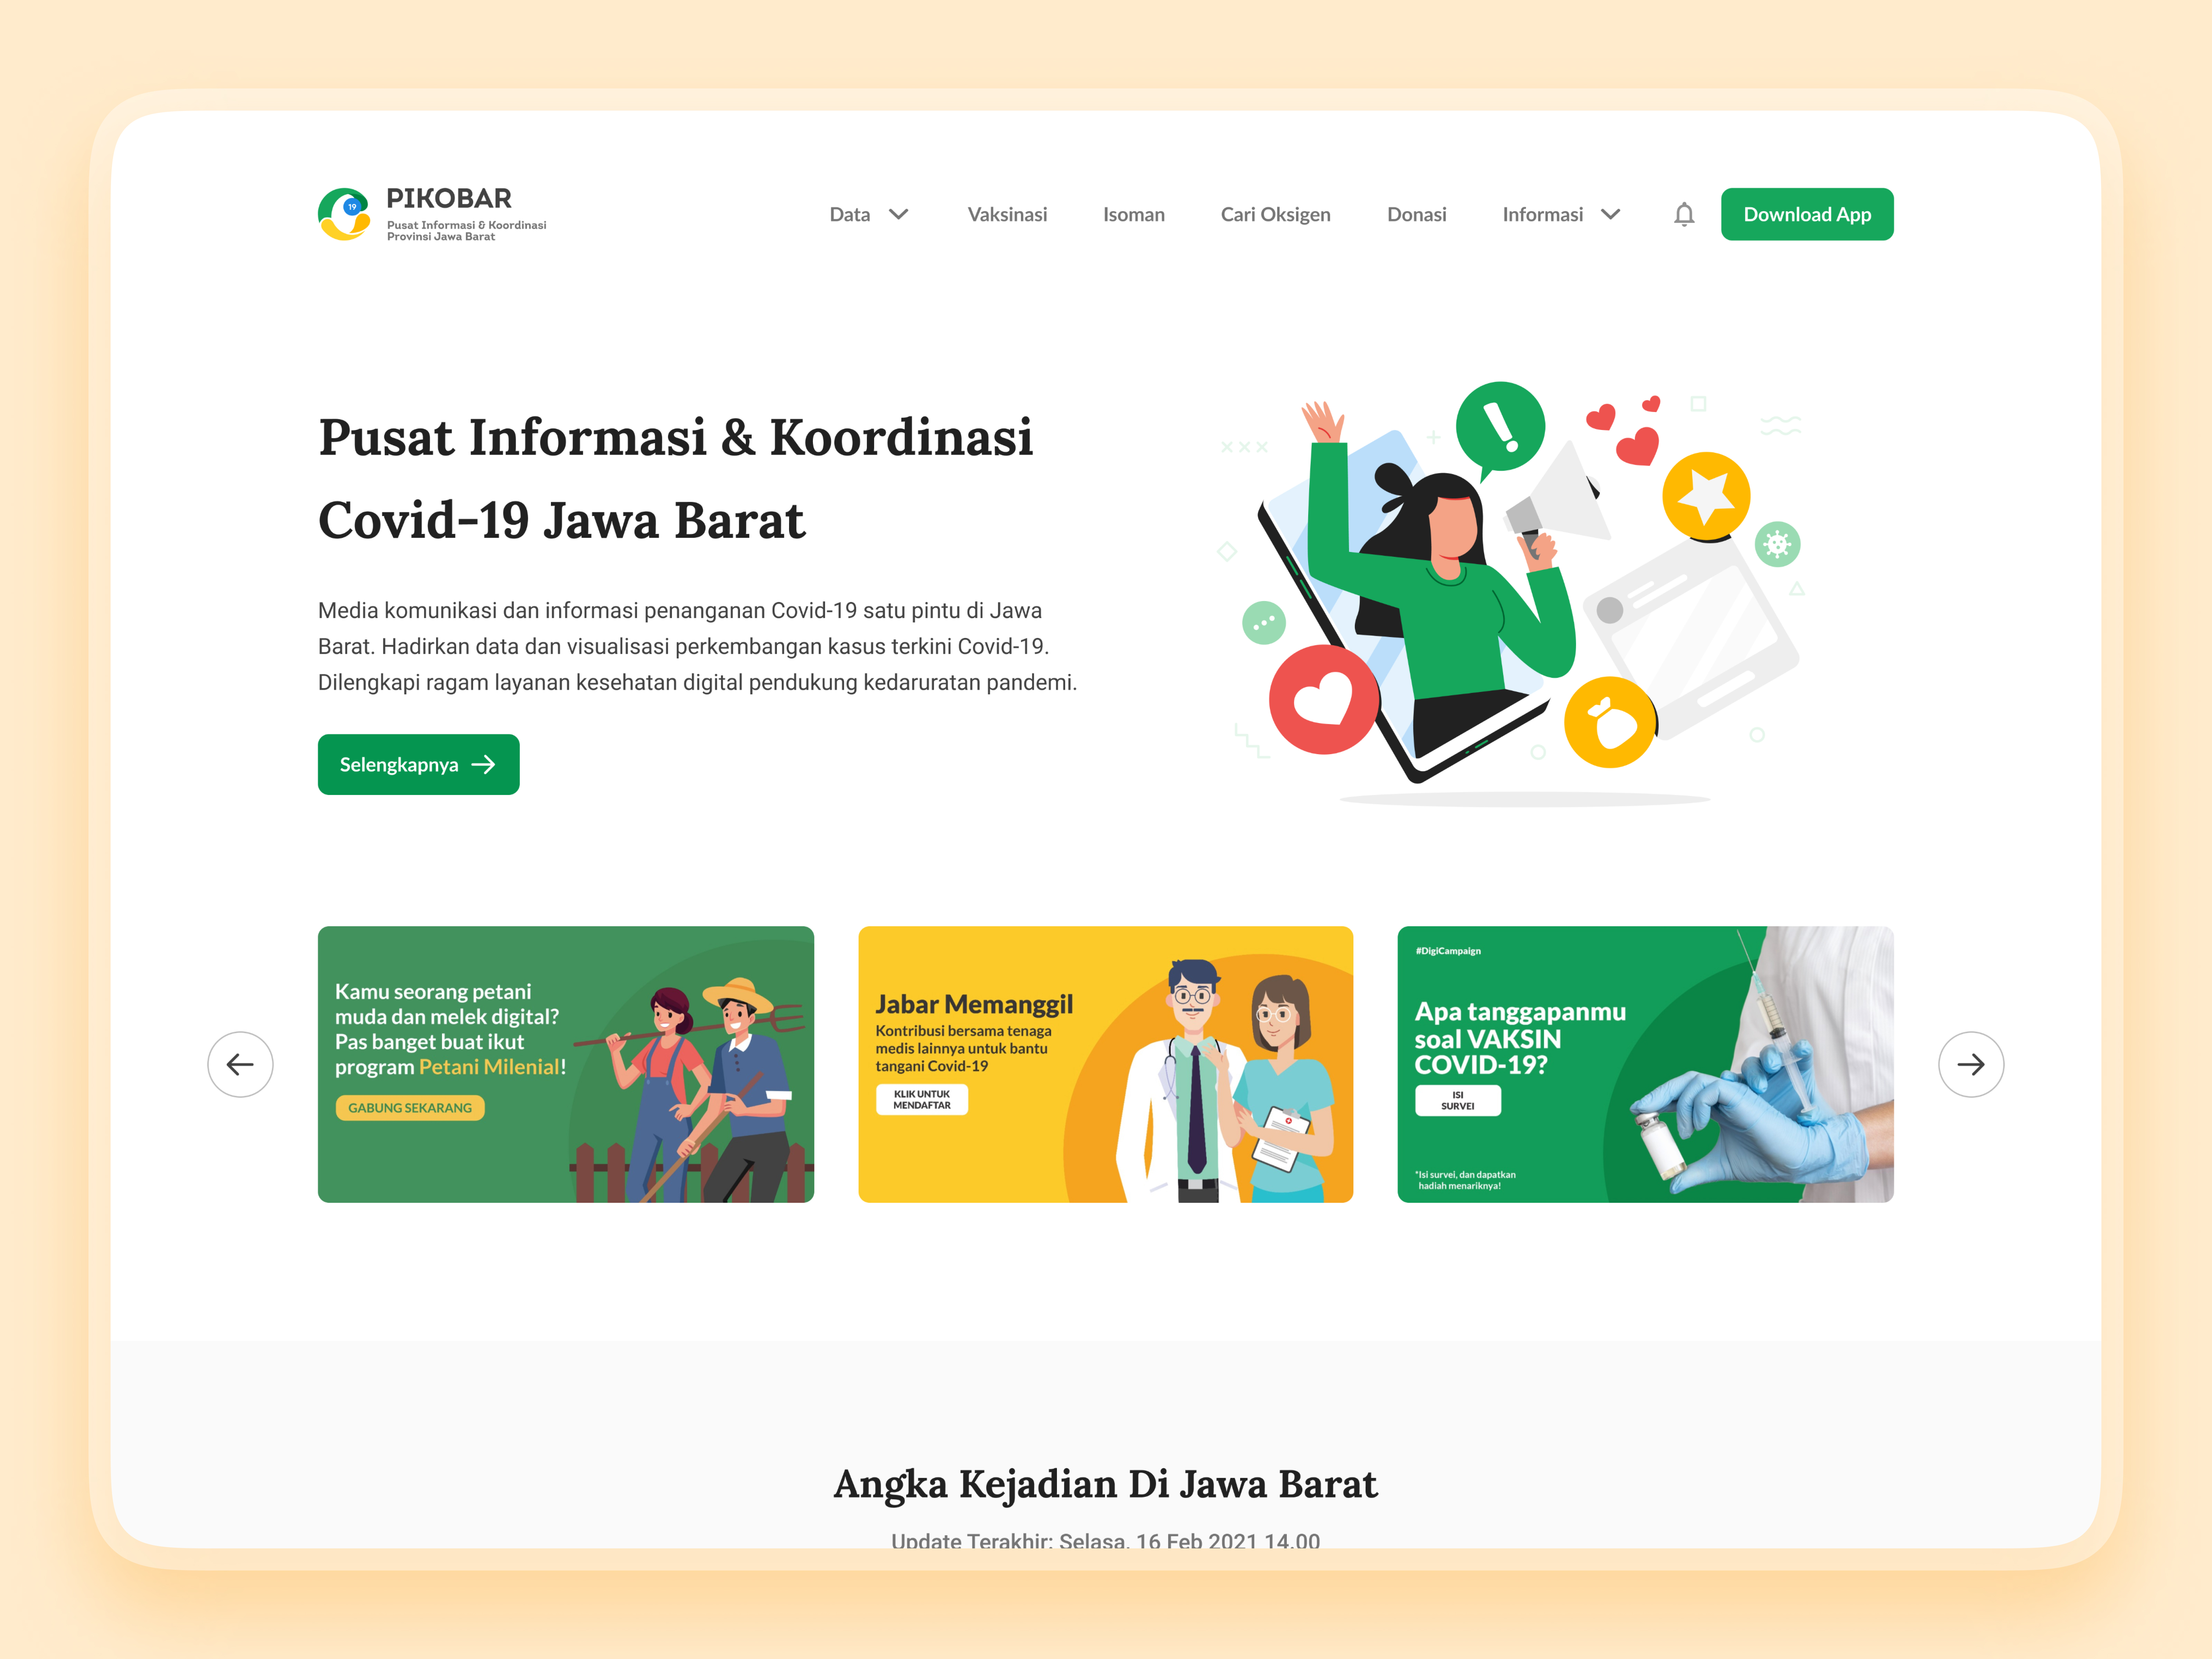 PIKOBAR
Pusat Informasi & Koordinasi
Provinsi Jawa Barat
19
Data
Vaksinasi
Isoman
Cari Oksigen
Donasi
Informasi
Download App
Pusat Informasi & Koordinasi
Covid-19 Jawa Barat
Media komunikasi dan informasi penanganan Covid-19 satu pintu di Jawa
Barat. Hadirkan data dan visualisasi perkembangan kasus terkini Covid-19.
Dilengkapi ragam layanan kesehatan digital pendukung kedaruratan pandemi.
Selengkapnya
Kamu seorang petani
muda dan melek digital?
Pas banget buat ikut
program Petani Milenial!
GABUNG SEKARANG
Jabar Memanggil
Kontribusi bersama tenaga
medis lainnya untuk bantu
tangani Covid-19
KLIK UNTUK
MENDAFTAR
#DigiCampaign
Apa tanggapanmu
soal VAKSIN
COVID-19?
ISI
SURVEI
*Isi survei, dan dapatkan
hadiah menariknya!
Angka Kejadian Di Jawa Barat
Update Terakhir: Selasa, 16 Feb 2021 14.00